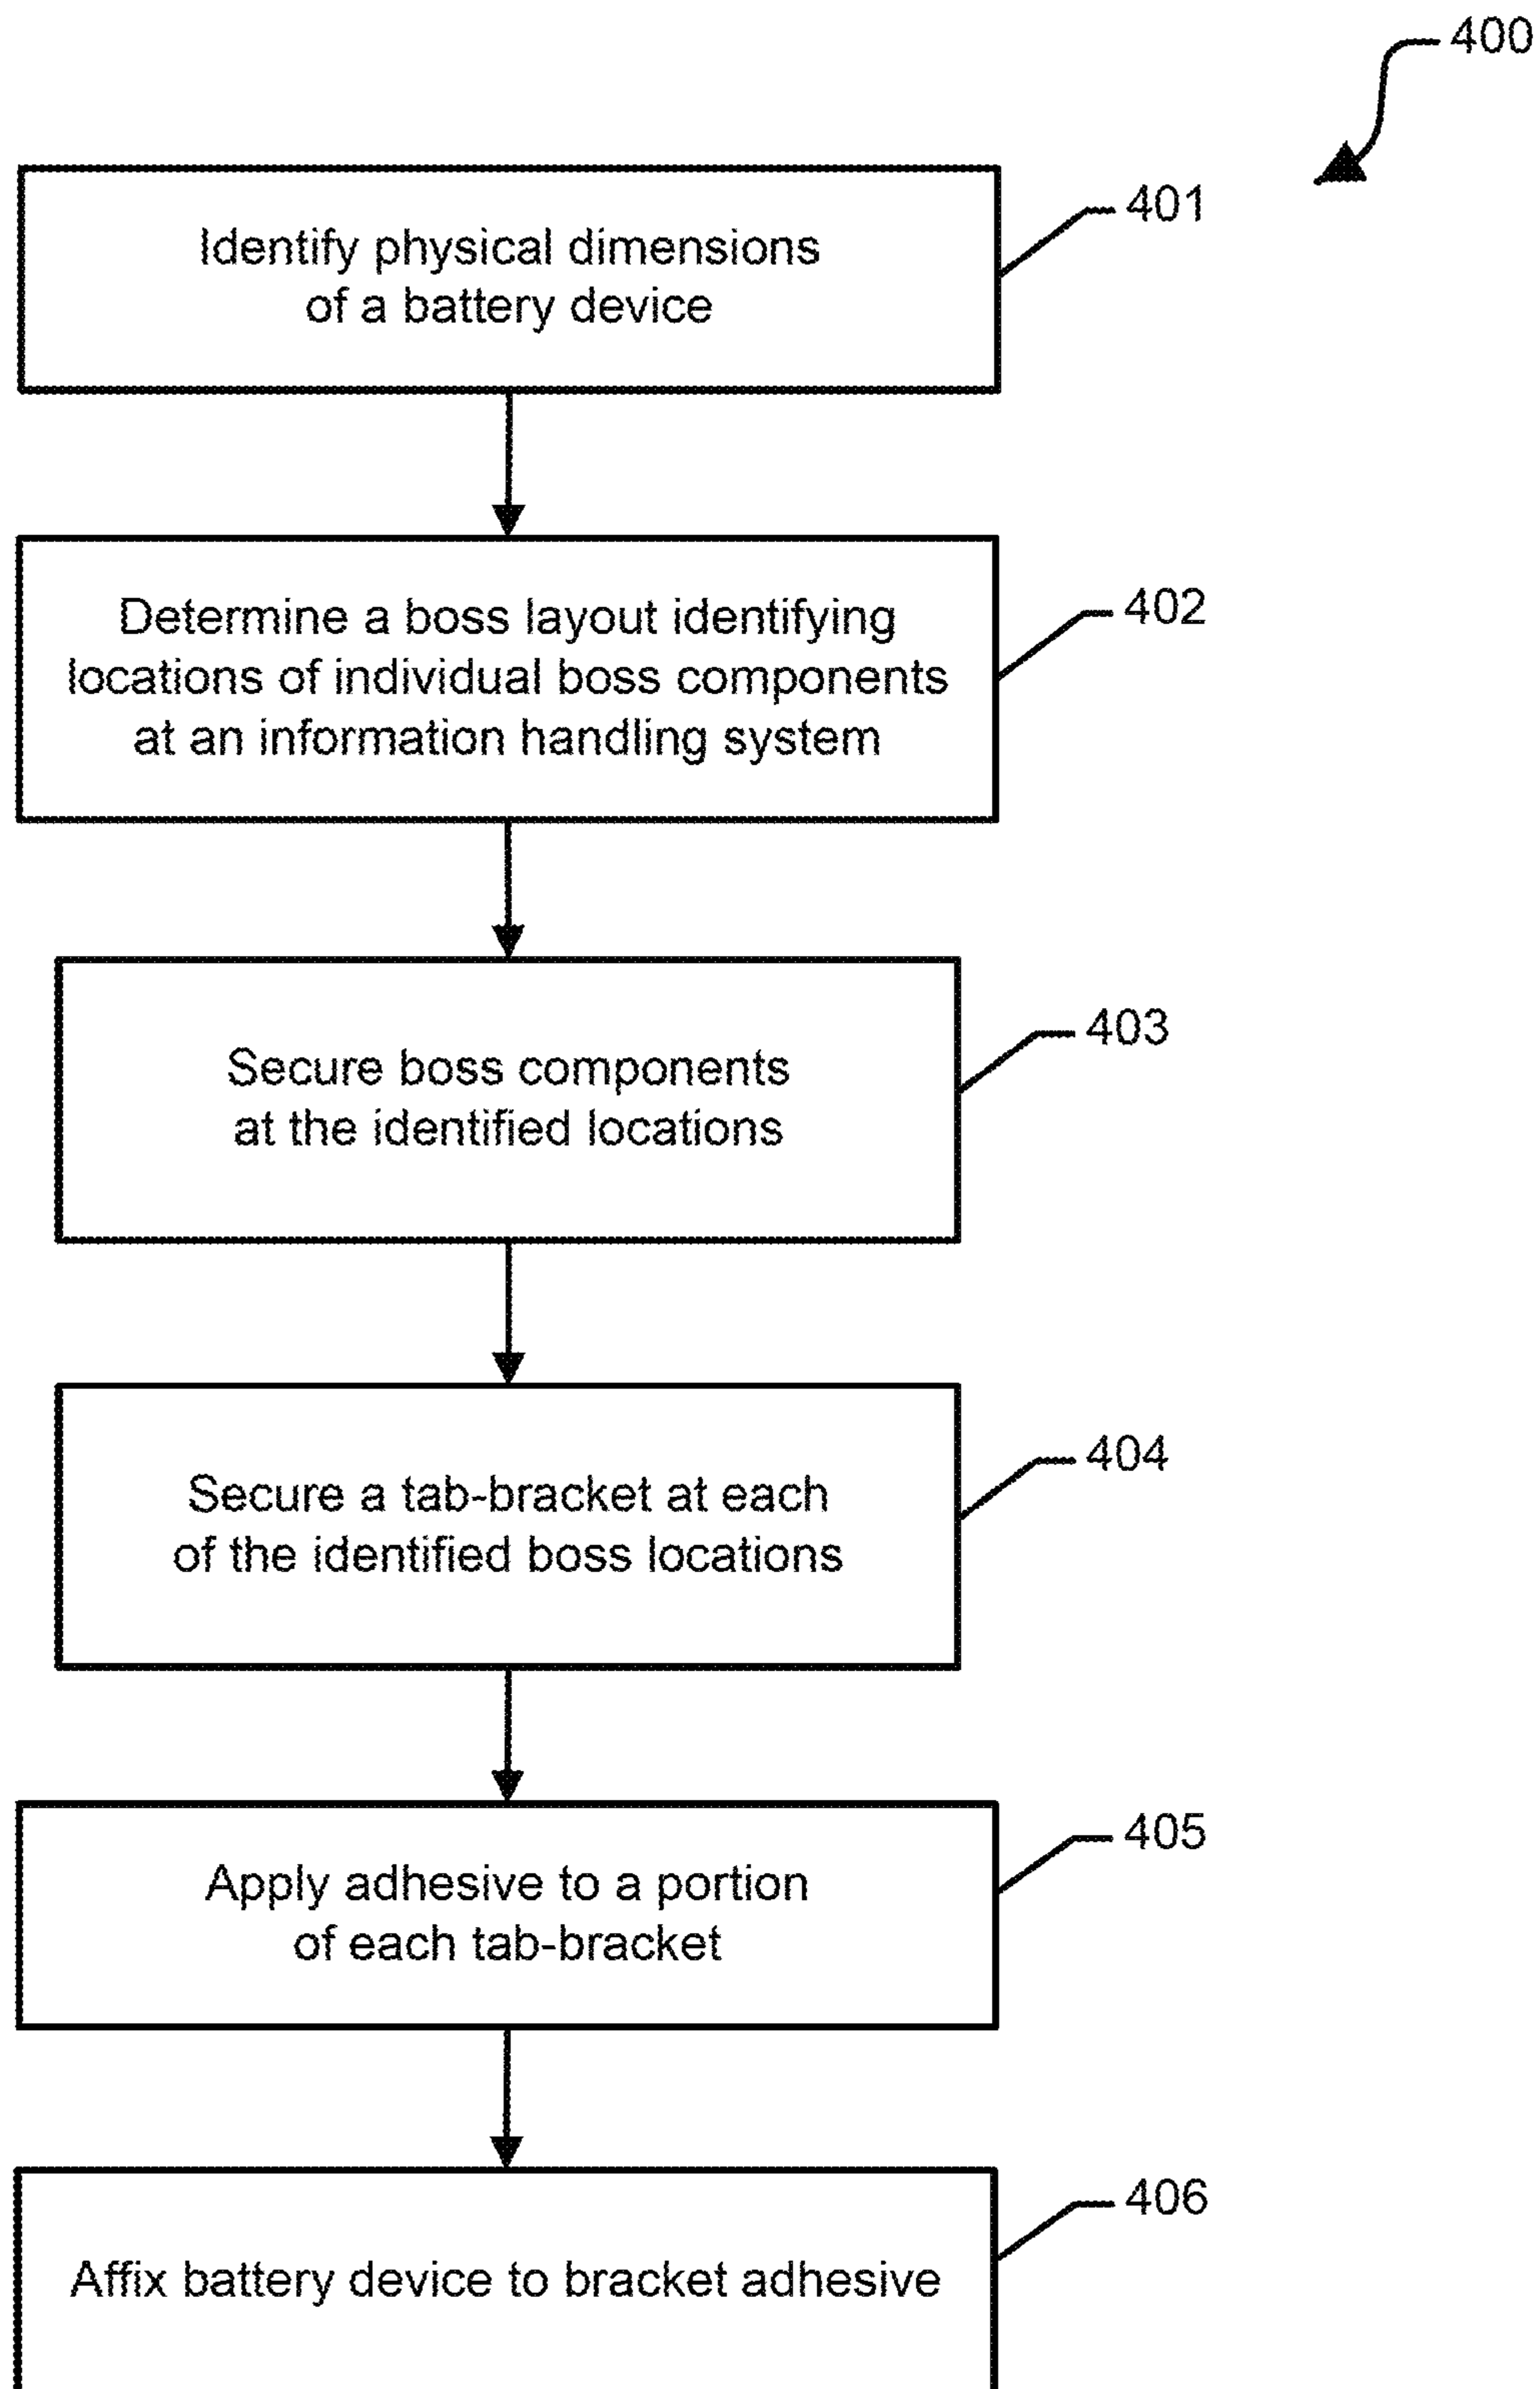 400
401
Identify physical dimensions
of a battery device
402
Determine a boss layout identifying
locations of individual boss components
at an information handling system
403
Secure boss components
at the identified locations
404
Secure a tab-bracket at each
of the identified boss locations
405
Apply adhesive to a portion
of each tab-bracket
406
Affix battery device to bracket adhesive